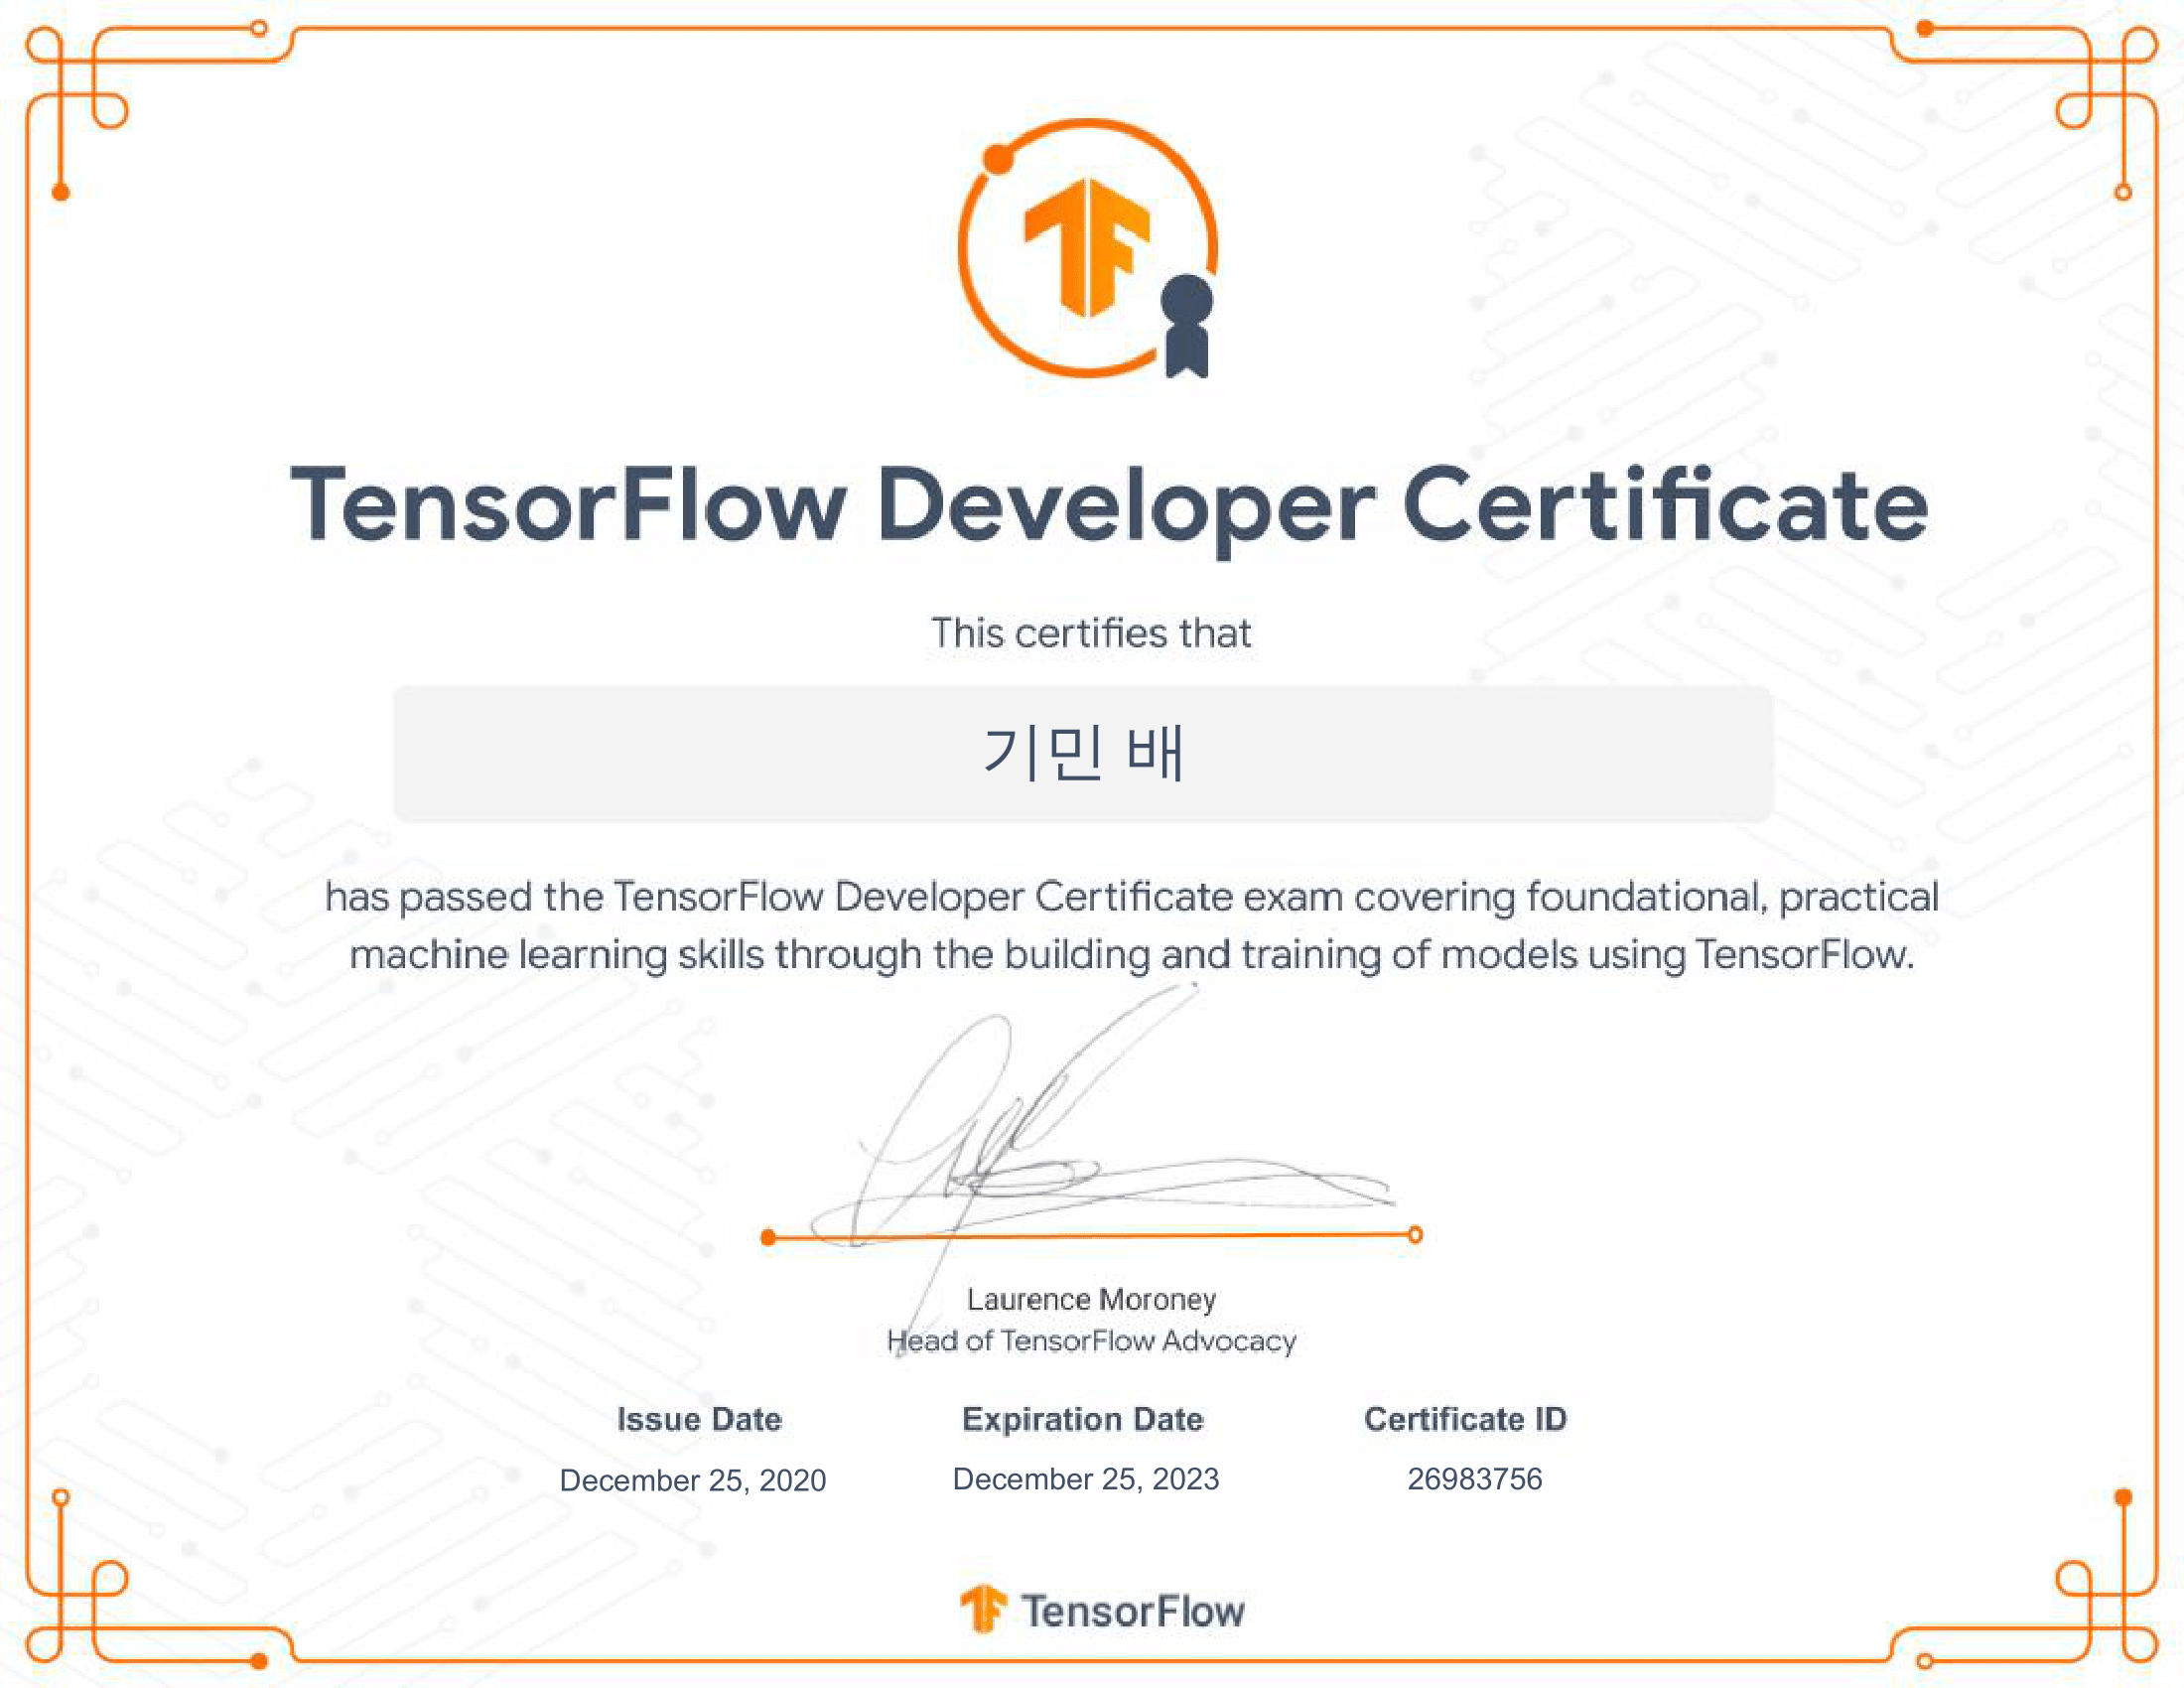 TensorFlow Developer Certificate
This certifies that
기민 배
has passed the TensorFlow Developer Certificate exam covering foundational, practical
machine learning skills through the building and training of models using TensorFlow.
Laurence Moroney
Head of TensorFlow Advocacy
Issue Date Expiration Date Certificate ID
December 25, 2020 December 25, 2023 26983756
TensorFlow